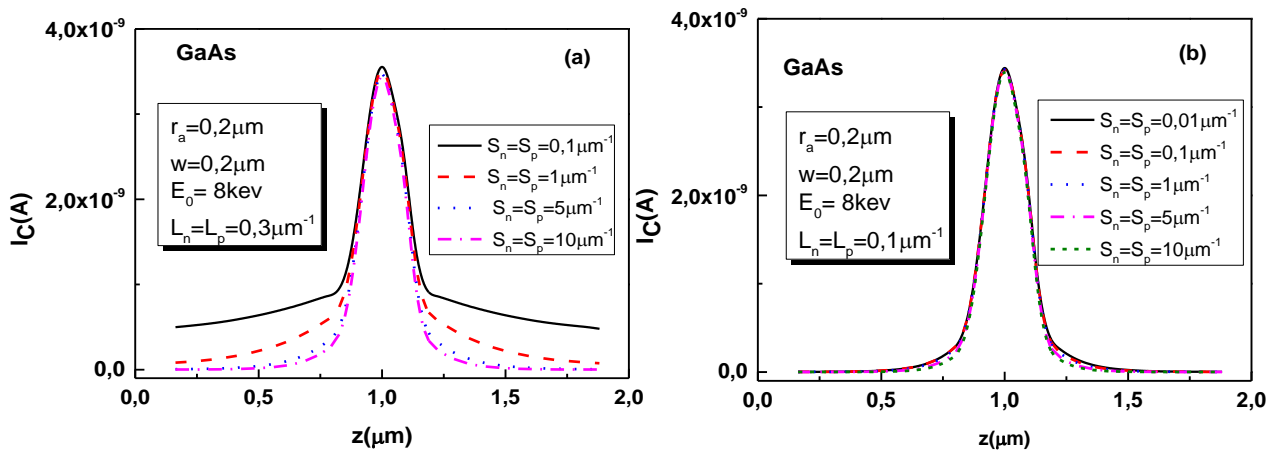 4,0x10⁻⁹
GaAs
(a)
rₐ=0,2μm
w=0,2μm
E₀= 8kev
Lₙ=Lₚ=0,3μm⁻¹
Sₙ=Sₚ=0,1μm⁻¹
Sₙ=Sₚ=1μm⁻¹
Sₙ=Sₚ=5μm⁻¹
Sₙ=Sₚ=10μm⁻¹
2,0x10⁻⁹
I_C(A)
0,0
0,0 0,5 1,0 1,5 2,0
z(μm)
4,0x10⁻⁹
(b)
GaAs
rₐ=0,2μm
w=0,2μm
E₀= 8kev
Lₙ=Lₚ=0,1μm⁻¹
Sₙ=Sₚ=0,01μm⁻¹
Sₙ=Sₚ=0,1μm⁻¹
Sₙ=Sₚ=1μm⁻¹
Sₙ=Sₚ=5μm⁻¹
Sₙ=Sₚ=10μm⁻¹
2,0x10⁻⁹
I_C(A)
0,0
0,0 0,5 1,0 1,5 2,0
z(μm)